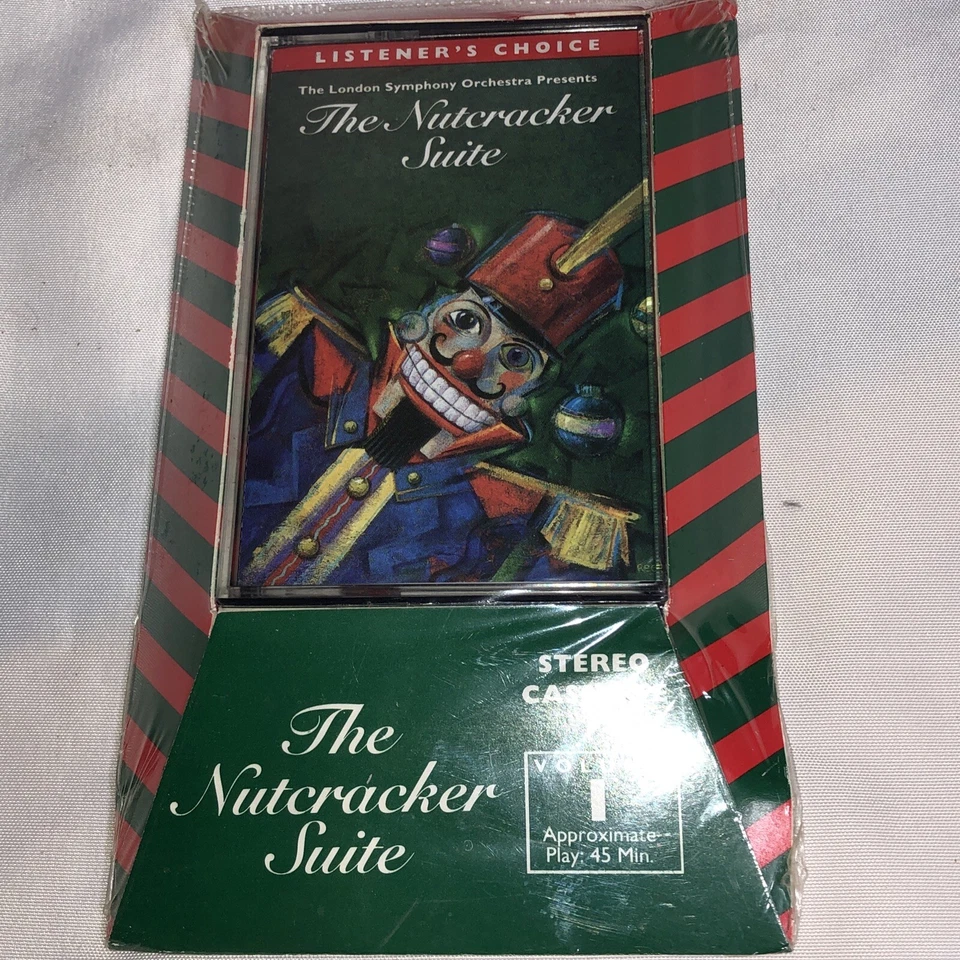 LISTENER'S CHOICE
The London Symphony Orchestra Presents
The Nutcracker
Suite
STEREO
The
Nutcracker
Suite
I
Approximate
Play: 45 Min.